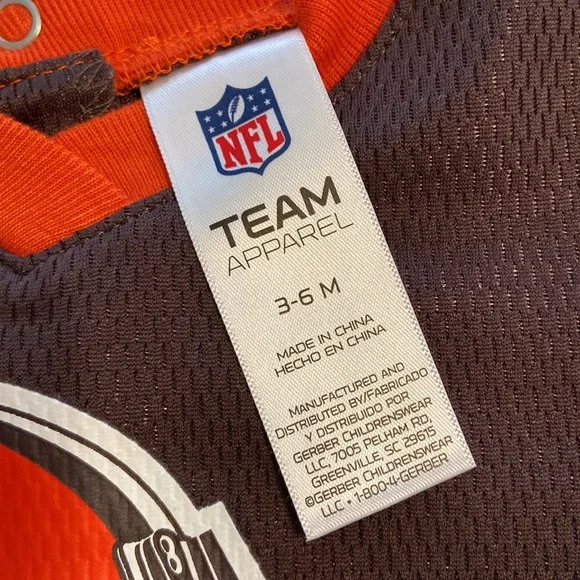 NFL
TEAM
APPAREL
3-6 M
MADE IN CHINA
HECHO EN CHINA
MANUFACTURED AND
DISTRIBUTED BY/FABRICADO
Y DISTRIBUIDO POR
GERBER CHILDRENSWEAR
LLC, 7005 PELHAM RD,
GREENVILLE, SC 29615
©GERBER CHILDRENSWEAR
LLC • 1-800-4-GERBER
8